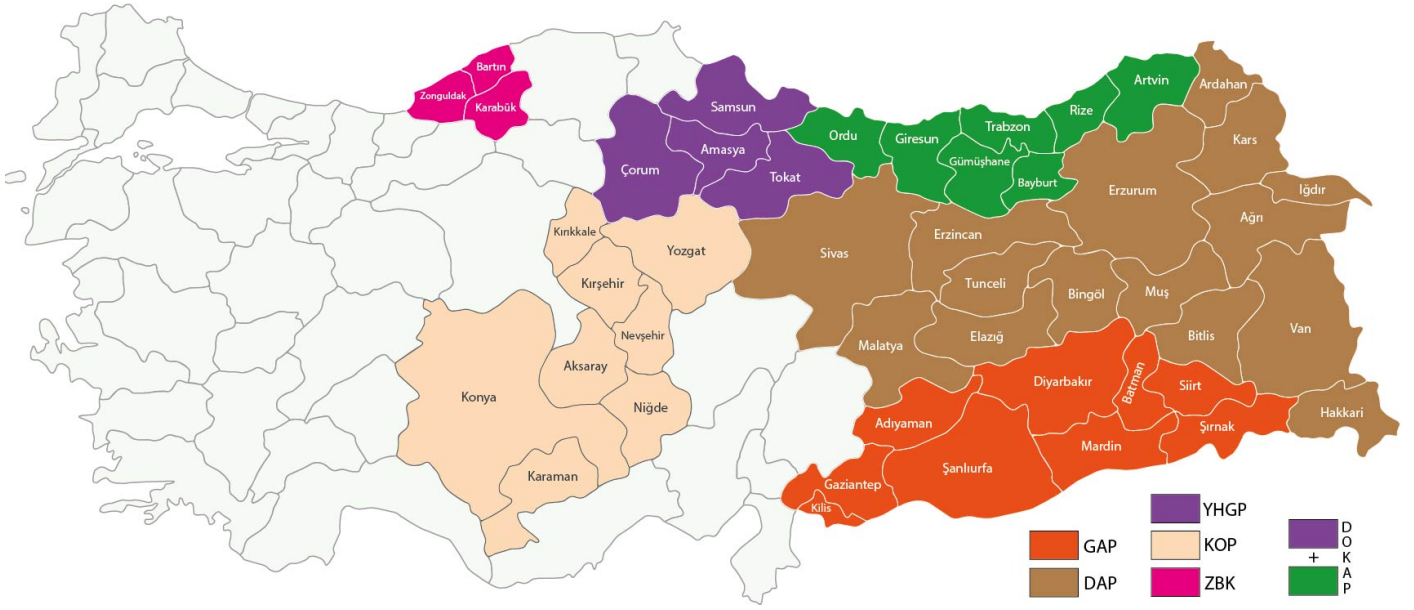 Bartın
Zonguldak
Karabük
Samsun
Amasya
Çorum
Tokat
Ordu
Giresun
Trabzon
Gümüşhane
Bayburt
Rize
Artvin
Ardahan
Kars
Iğdır
Ağrı
Erzurum
Erzincan
Sivas
Tunceli
Bingöl
Muş
Bitlis
Van
Elazığ
Malatya
Hakkari
Kırıkkale
Yozgat
Kırşehir
Nevşehir
Aksaray
Konya
Niğde
Karaman
Diyarbakır
Batman
Siirt
Şırnak
Mardin
Adıyaman
Şanlıurfa
Gaziantep
Kilis
GAP
DAP
YHGP
KOP
ZBK
DOKAP
+